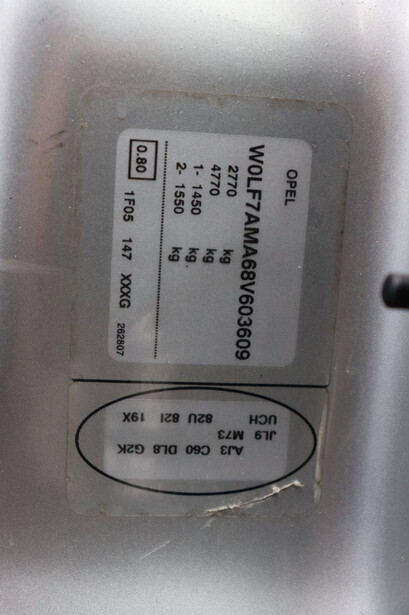 OPEL
W0LF7AMA68V603609
2770 kg
4770 kg
1- 1450 kg.
2- 1550 kg
0.80 1F05 147 XXXG 262807
AJ3 C60 DL8 G2K
JL9 M73
UCH 82U 82I 19X